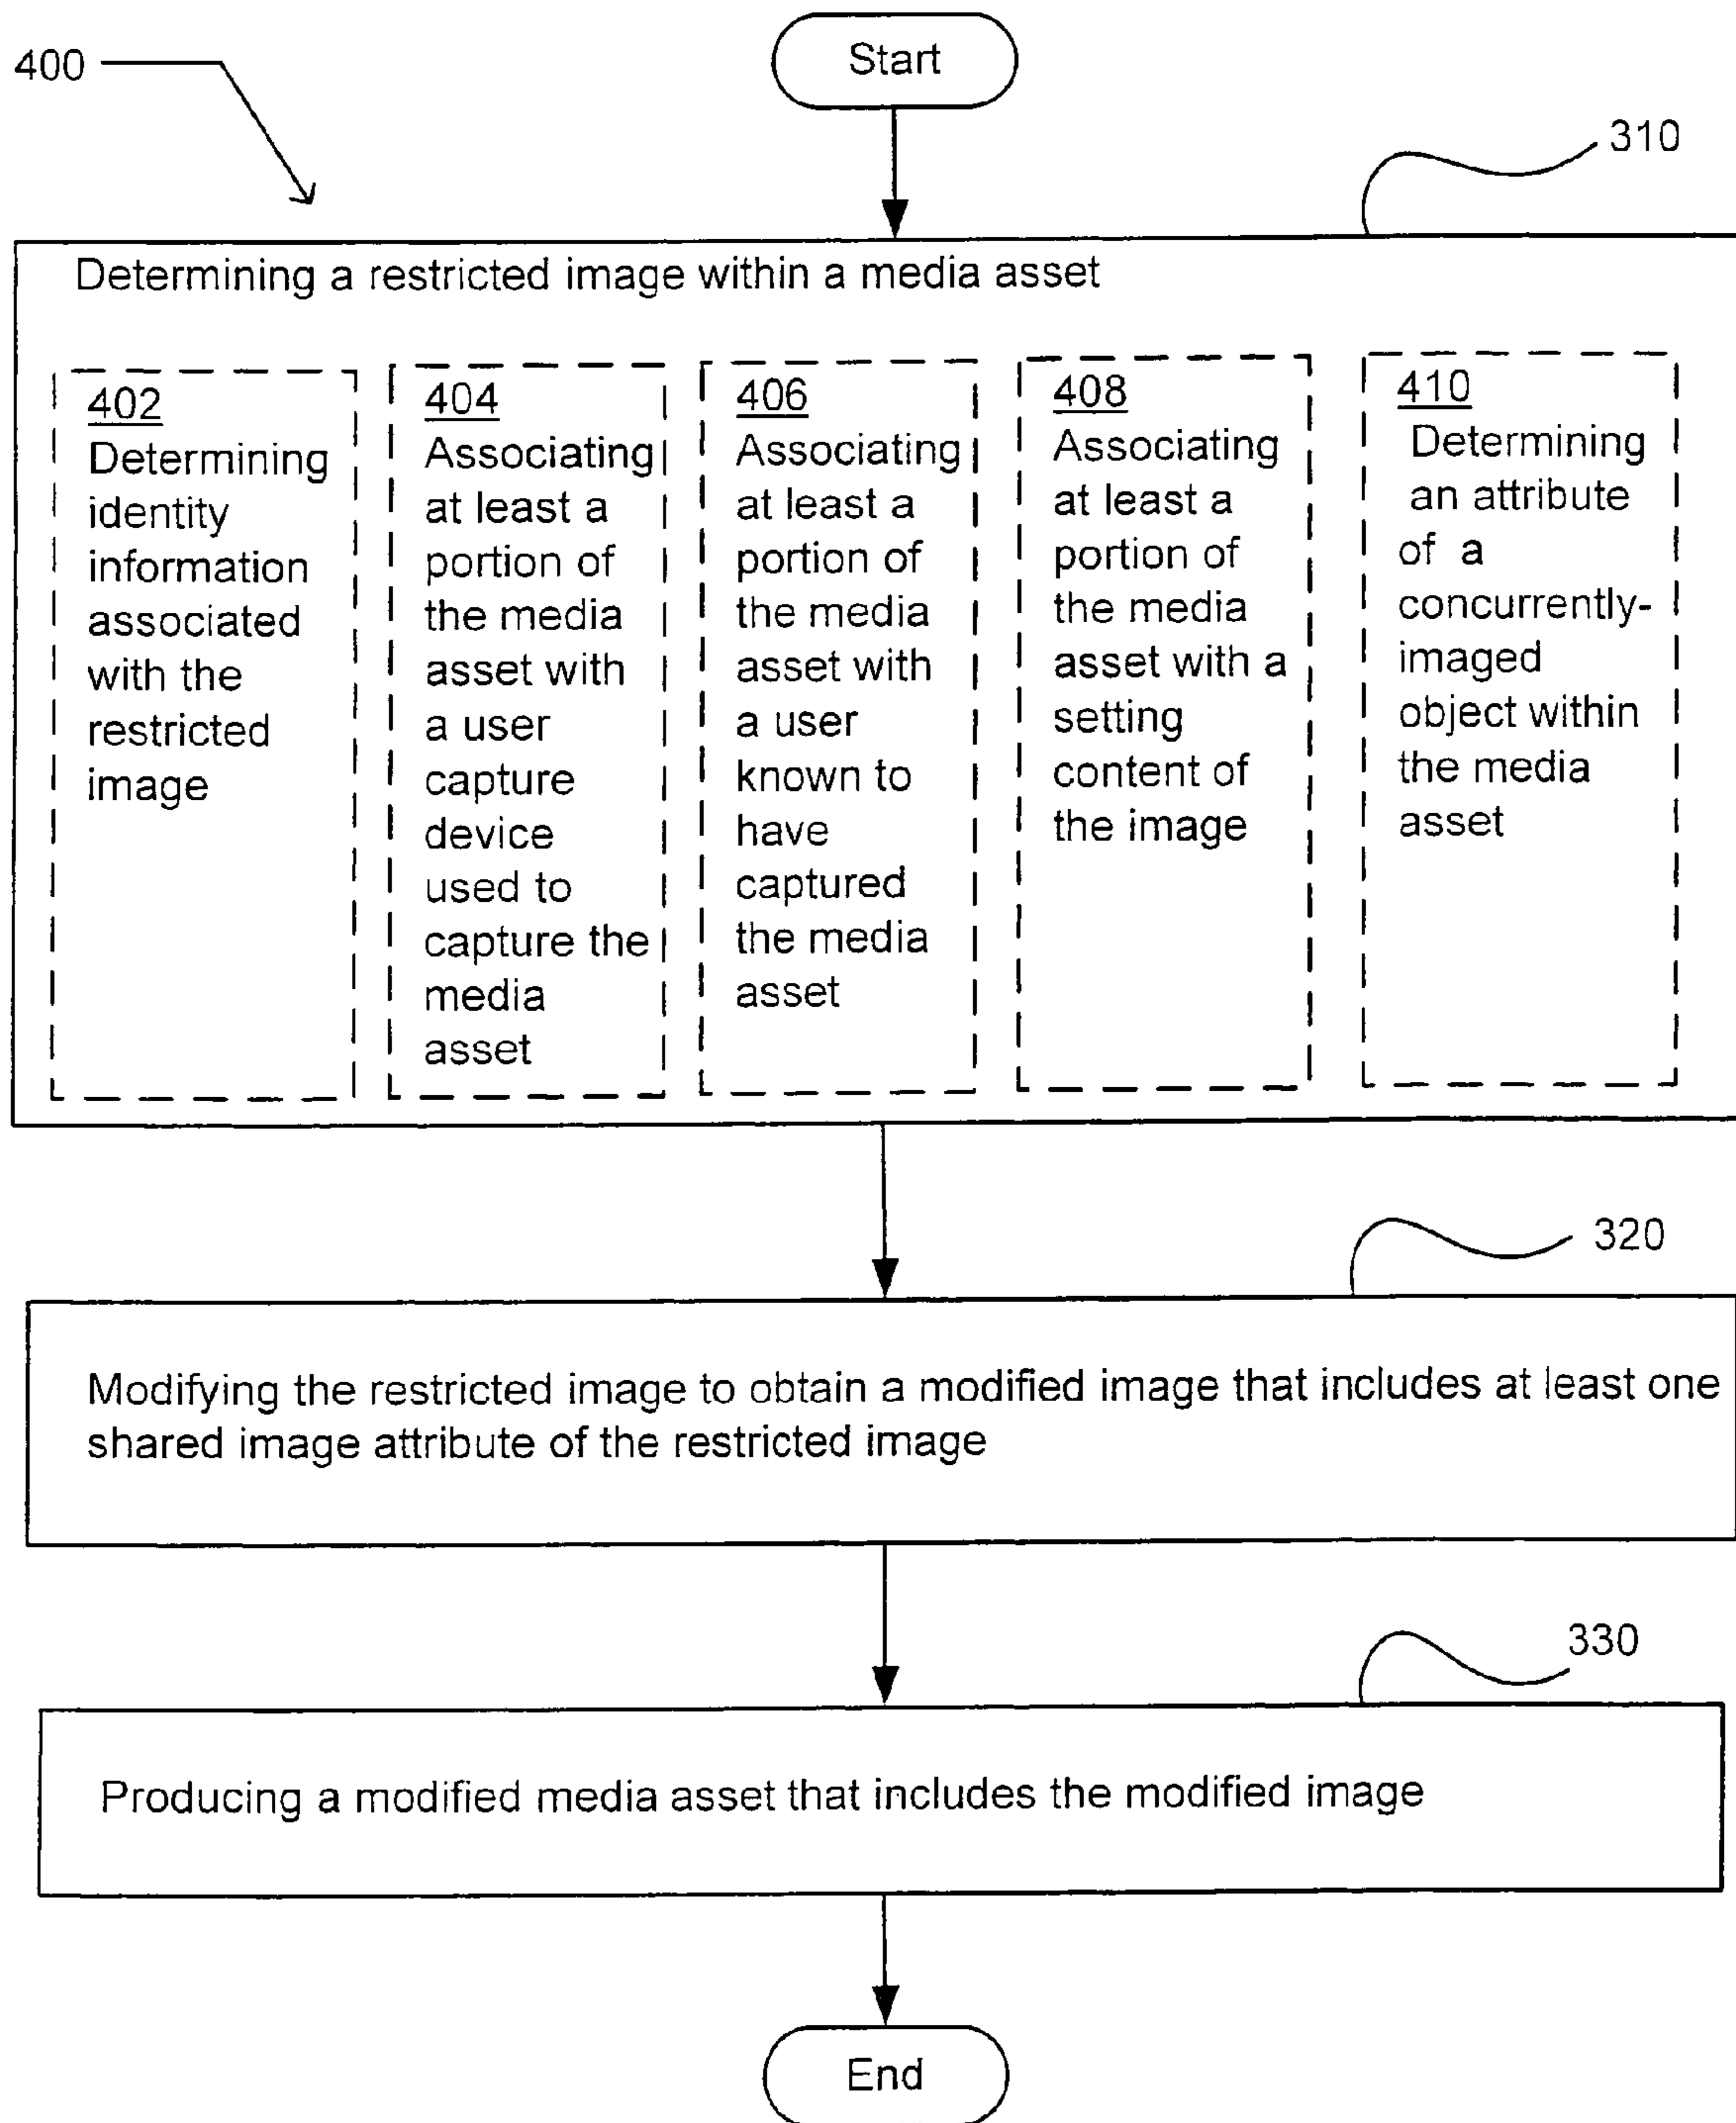 Start
400
310
Determining a restricted image within a media asset
402
Determining
identity
information
associated
with the
restricted
image
404
Associating
at least a
portion of
the media
asset with
a user
capture
device
used to
capture the
media
asset
406
Associating
at least a
portion of
the media
asset with
a user
known to
have
captured
the media
asset
408
Associating
at least a
portion of
the media
asset with a
setting
content of
the image
410
Determining
an attribute
of a
concurrently-
imaged
object within
the media
asset
320
Modifying the restricted image to obtain a modified image that includes at least one
shared image attribute of the restricted image
330
Producing a modified media asset that includes the modified image
End